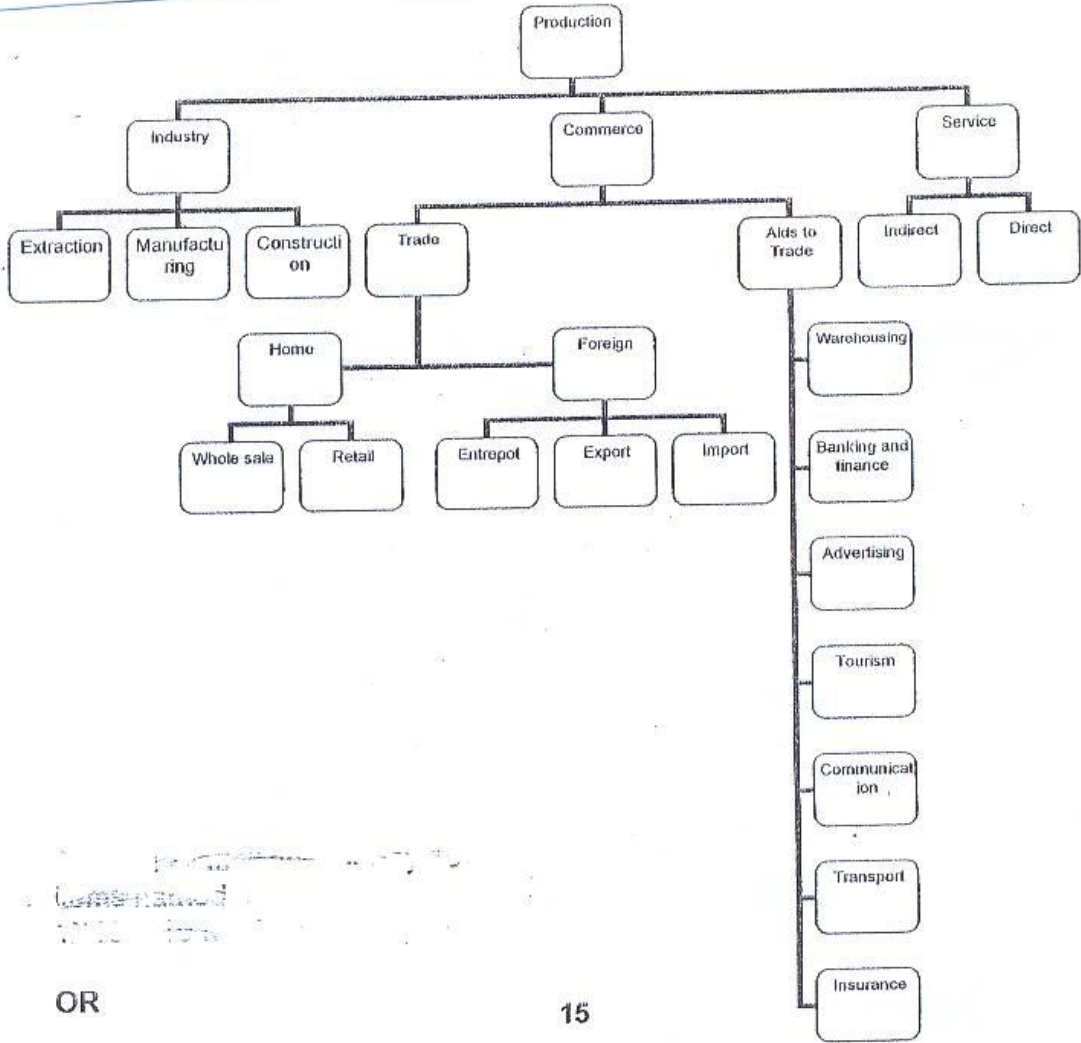 Production
Industry
Commerce
Service
Extraction
Manufactu
ring
Constructi
on
Trade
Aids to
Trade
Indirect
Direct
Home
Foreign
Warehousing
Whole sale
Retail
Entrepot
Export
Import
Banking and
finance
Advertising
Tourism
Communicat
ion
Transport
Insurance
OR
15